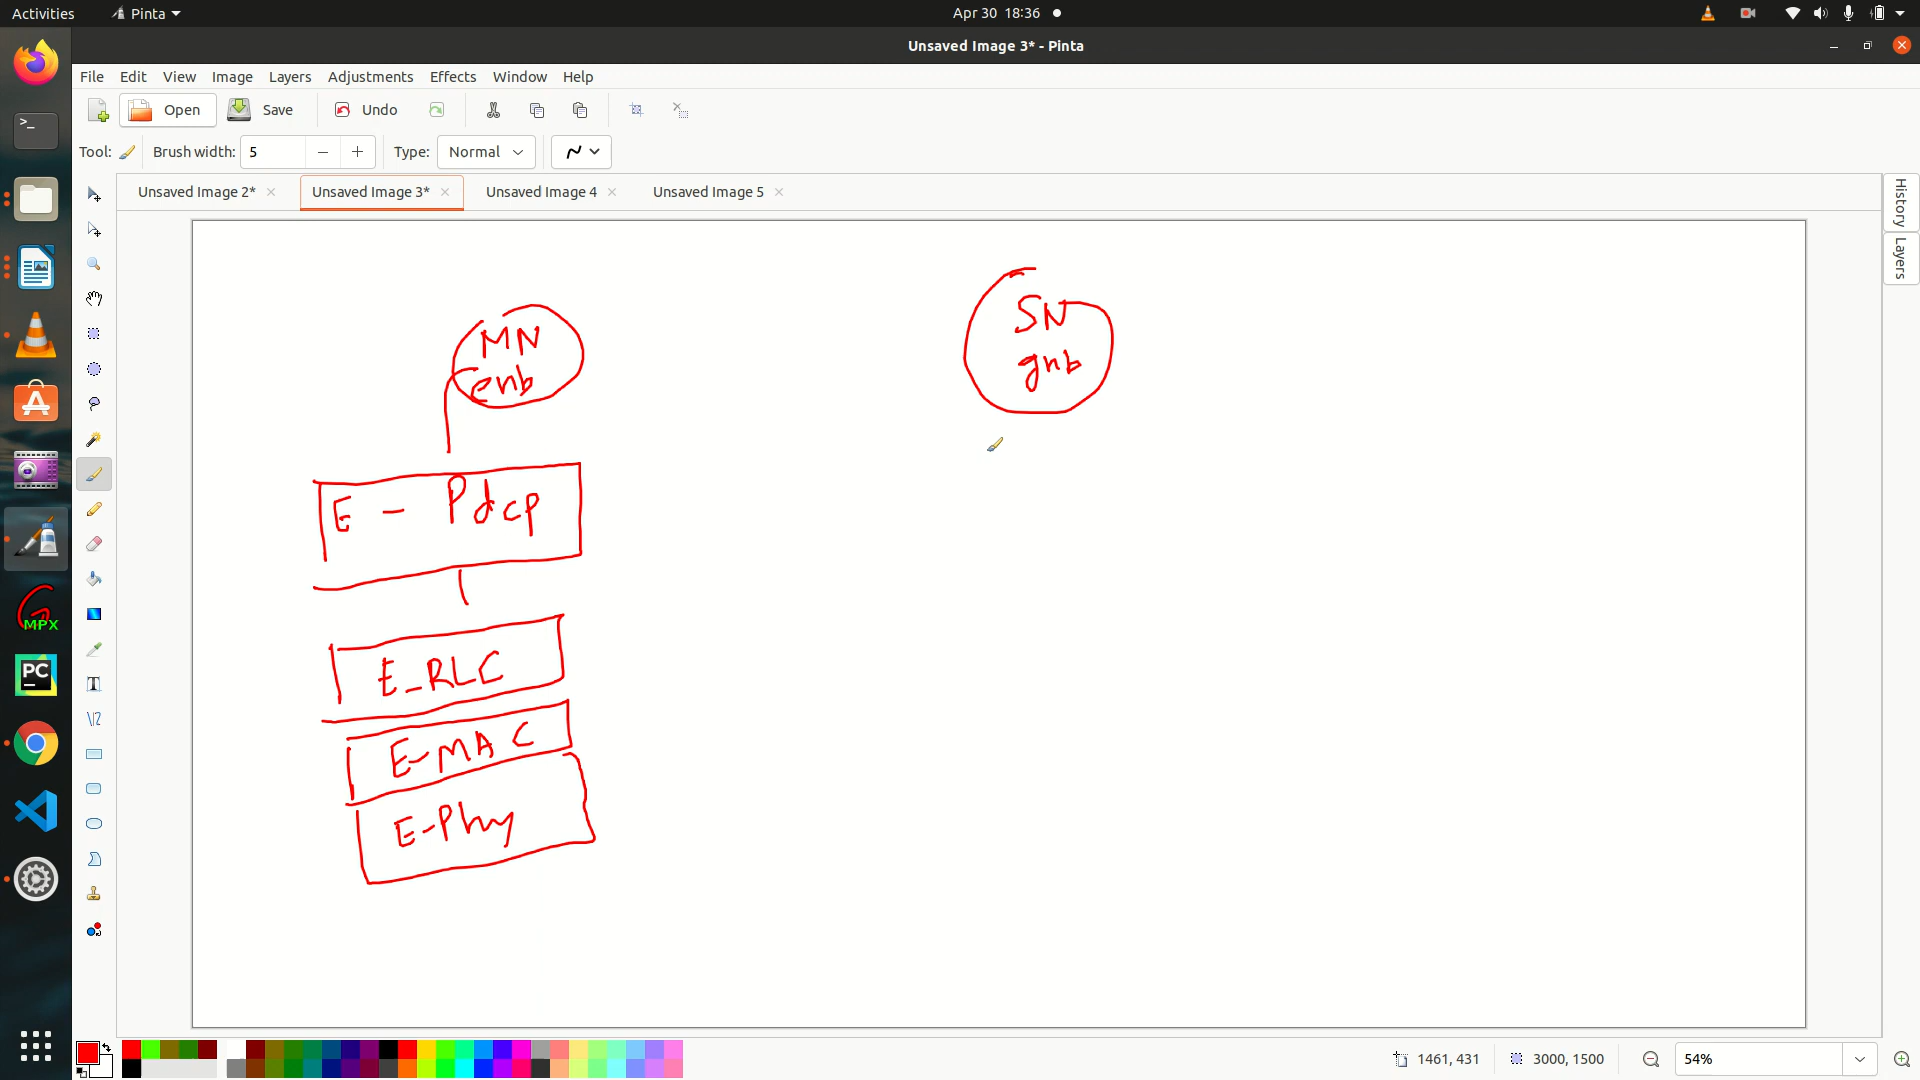 Activities
Pinta
Apr 30 18:36
Unsaved Image 3* - Pinta
File Edit View Image Layers Adjustments Effects Window Help
Open Save Undo
Tool: Brush width: 5 Type: Normal
Unsaved Image 2* Unsaved Image 3* Unsaved Image 4 Unsaved Image 5
History
Layers
MN
enb
SN
gnb
E - Pdcp
E_RLC
E-MAC
E-Phy
MPX
PC
1461, 431
3000, 1500
54%